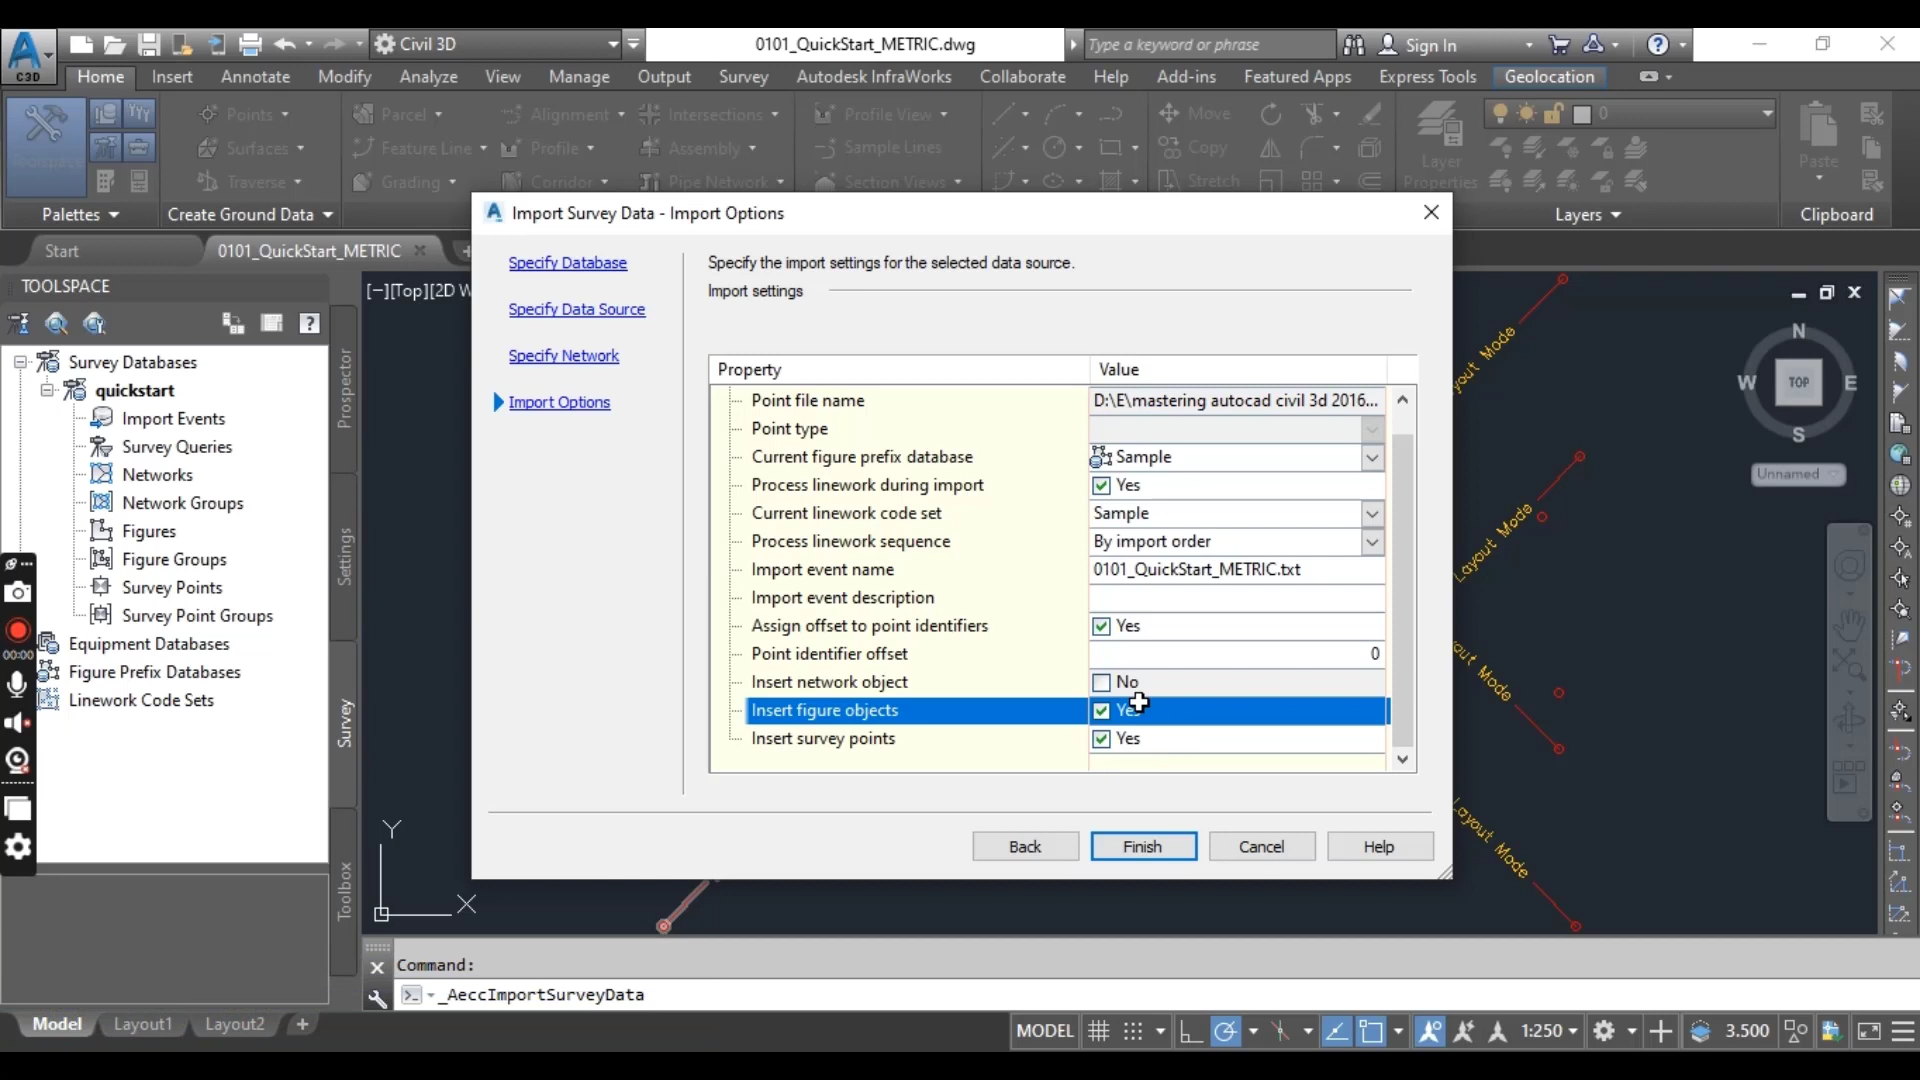 C3D
Civil 3D
0101_QuickStart_METRIC.dwg
Type a keyword or phrase
Sign In
Home Insert Annotate Modify Analyze View Manage Output Survey Autodesk InfraWorks Collaborate Help Add-ins Featured Apps Express Tools Geolocation
Points Parcel Alignment Intersections Profile View Move 0
Surfaces Feature Line Profile Assembly Sample Lines Copy Layer Paste
Traverse Grading Corridor Pipe Network Section Views Stretch Properties
Palettes Create Ground Data Layers Clipboard
Start 0101_QuickStart_METRIC
TOOLSPACE
Survey Databases
quickstart
Import Events
Survey Queries
Networks
Network Groups
Figures
Figure Groups
Survey Points
Survey Point Groups
Equipment Databases
Figure Prefix Databases
Linework Code Sets
00:00
Prospector
Settings
Survey
Toolbox
[−][Top][2D W
Import Survey Data - Import Options
Specify Database
Specify Data Source
Specify Network
Import Options
Specify the import settings for the selected data source.
Import settings
Property Value
Point file name D:\E\mastering autocad civil 3d 2016...
Point type
Current figure prefix database Sample
Process linework during import Yes
Current linework code set Sample
Process linework sequence By import order
Import event name 0101_QuickStart_METRIC.txt
Import event description
Assign offset to point identifiers Yes
Point identifier offset 0
Insert network object No
Insert figure objects Yes
Insert survey points Yes
Back Finish Cancel Help
yout Mode
Layout Mode
out Mode
Layout Mode
N
W TOP E
S
Unnamed
Y
X
Command:
_AeccImportSurveyData
Model Layout1 Layout2
MODEL 1:250 3.500